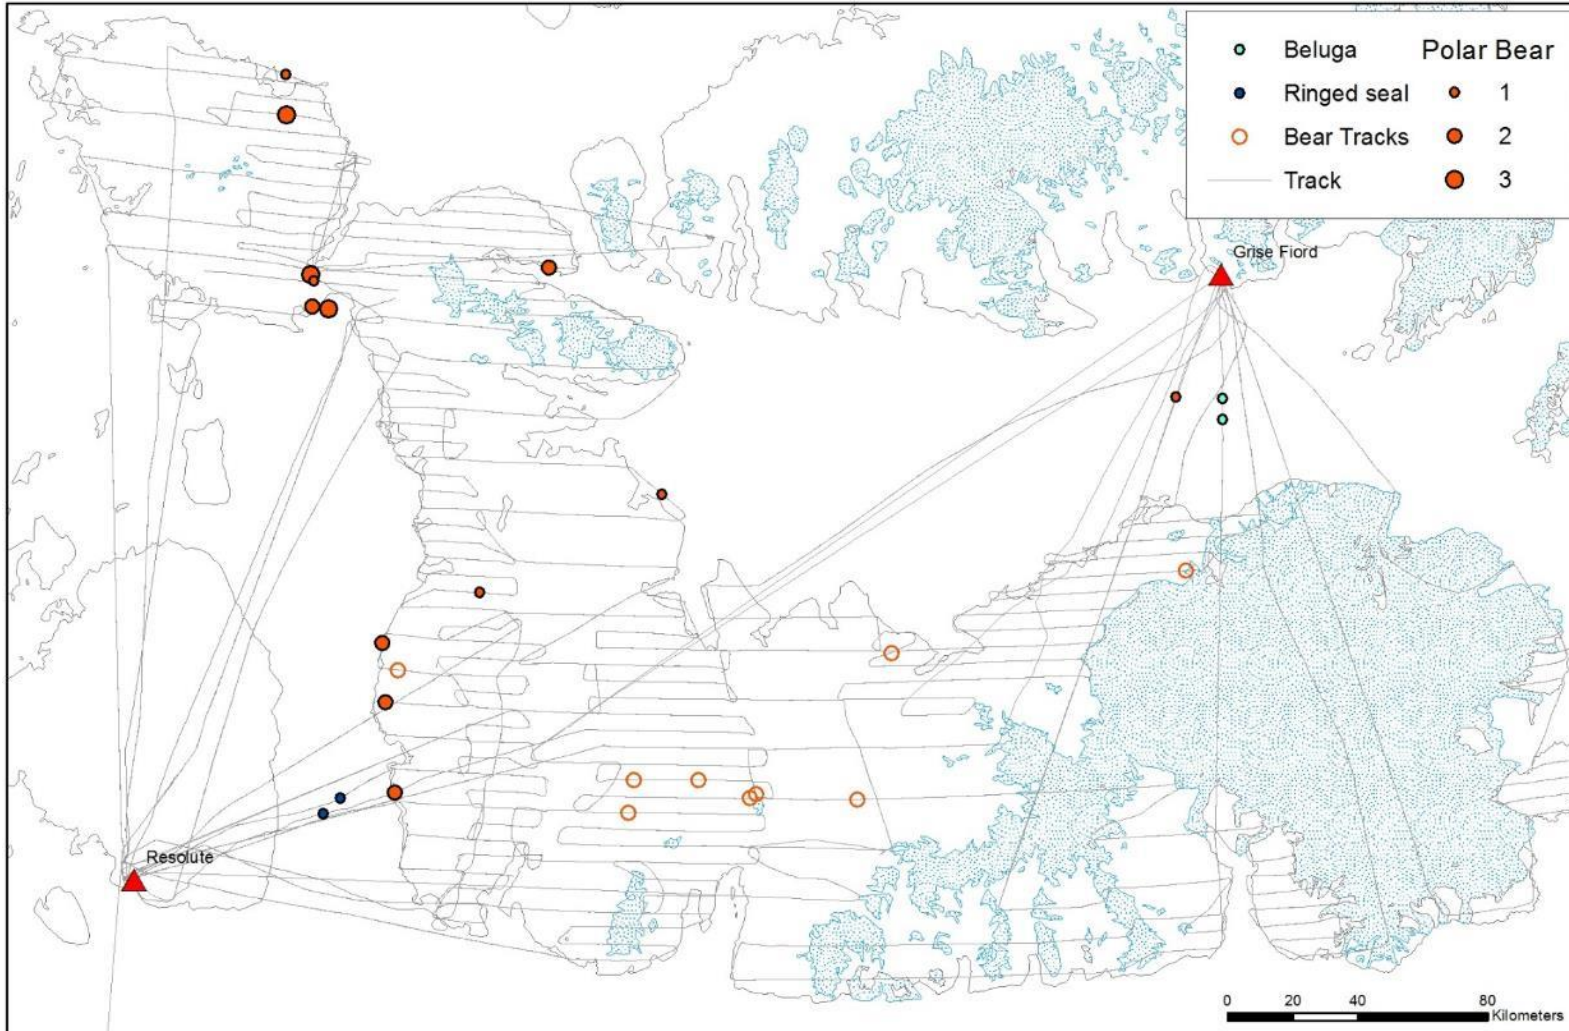 Beluga
Polar Bear
Ringed seal
1
Bear Tracks
2
Track
3
Grise Fiord
Resolute
0 20 40 80
Kilometers